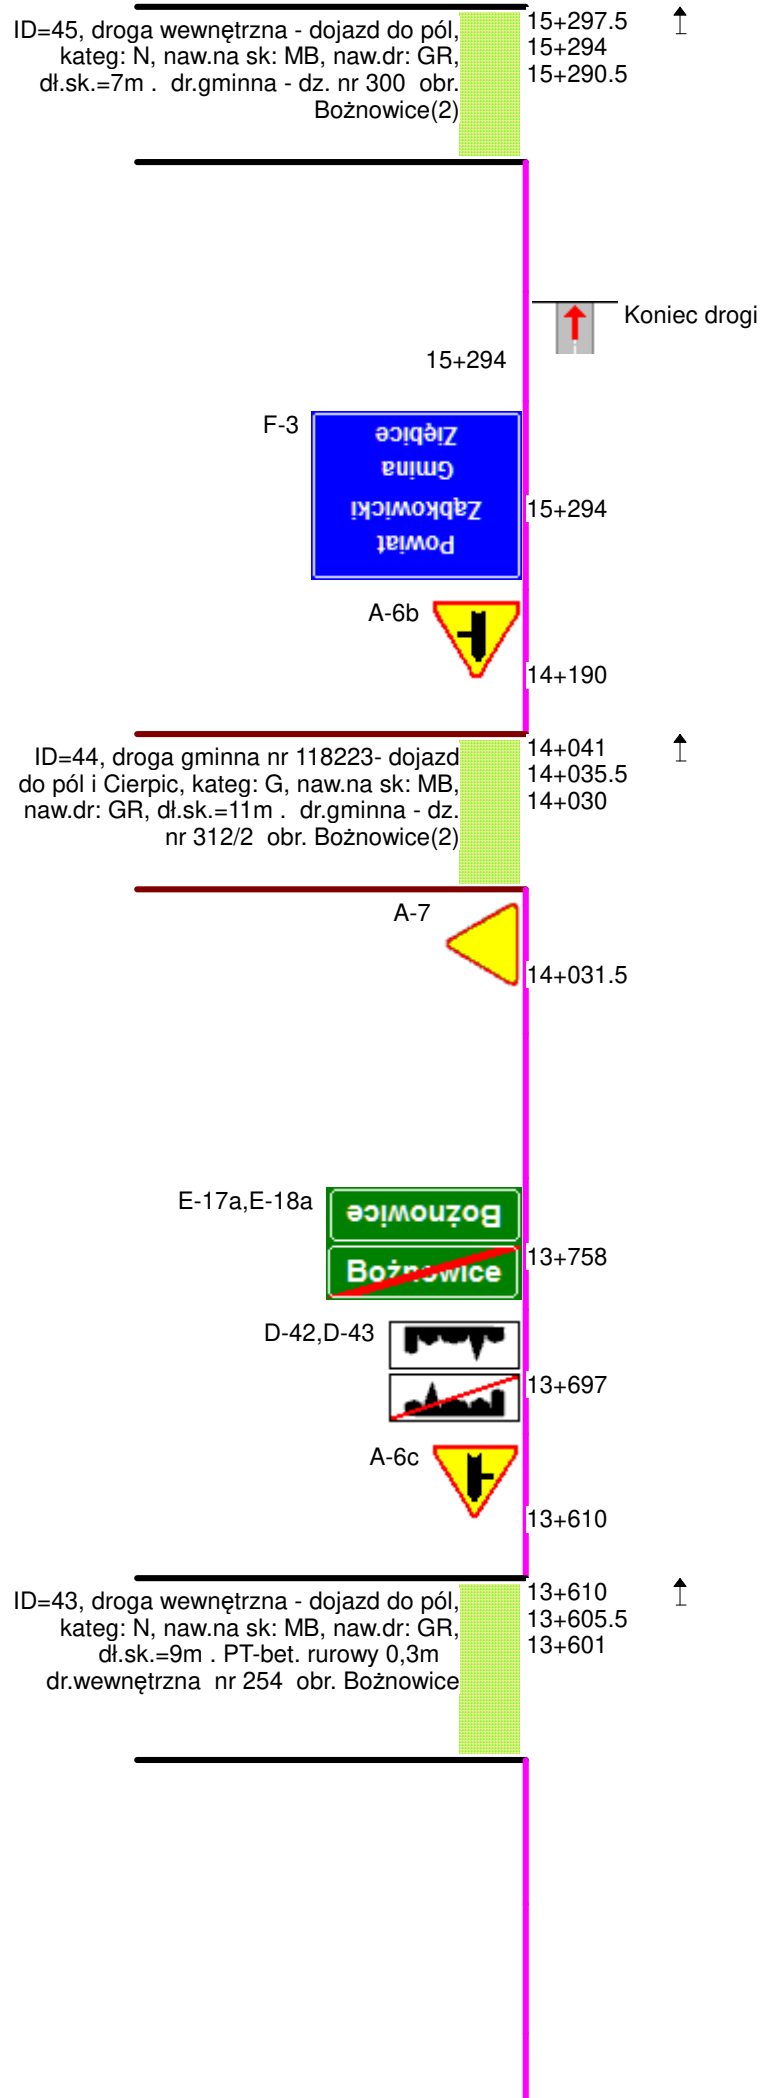 ID=45, droga wewnętrzna - dojazd do pól,
kateg: N, naw.na sk: MB, naw.dr: GR,
dł.sk.=7m . dr.gminna - dz. nr 300 obr.
Bożnowice(2)
15+297.5
15+294
15+290.5
Koniec drogi
15+294
F-3
Ziębice
Gmina
Ząbkowicki
Powiat
15+294
A-6b
14+190
ID=44, droga gminna nr 118223- dojazd
do pól i Cierpic, kateg: G, naw.na sk: MB,
naw.dr: GR, dł.sk.=11m . dr.gminna - dz.
nr 312/2 obr. Bożnowice(2)
14+041
14+035.5
14+030
A-7
14+031.5
E-17a,E-18a
Bożnowice
Bożnowice
13+758
D-42,D-43
13+697
A-6c
13+610
ID=43, droga wewnętrzna - dojazd do pól,
kateg: N, naw.na sk: MB, naw.dr: GR,
dł.sk.=9m . PT-bet. rurowy 0,3m
dr.wewnętrzna nr 254 obr. Bożnowice
13+610
13+605.5
13+601